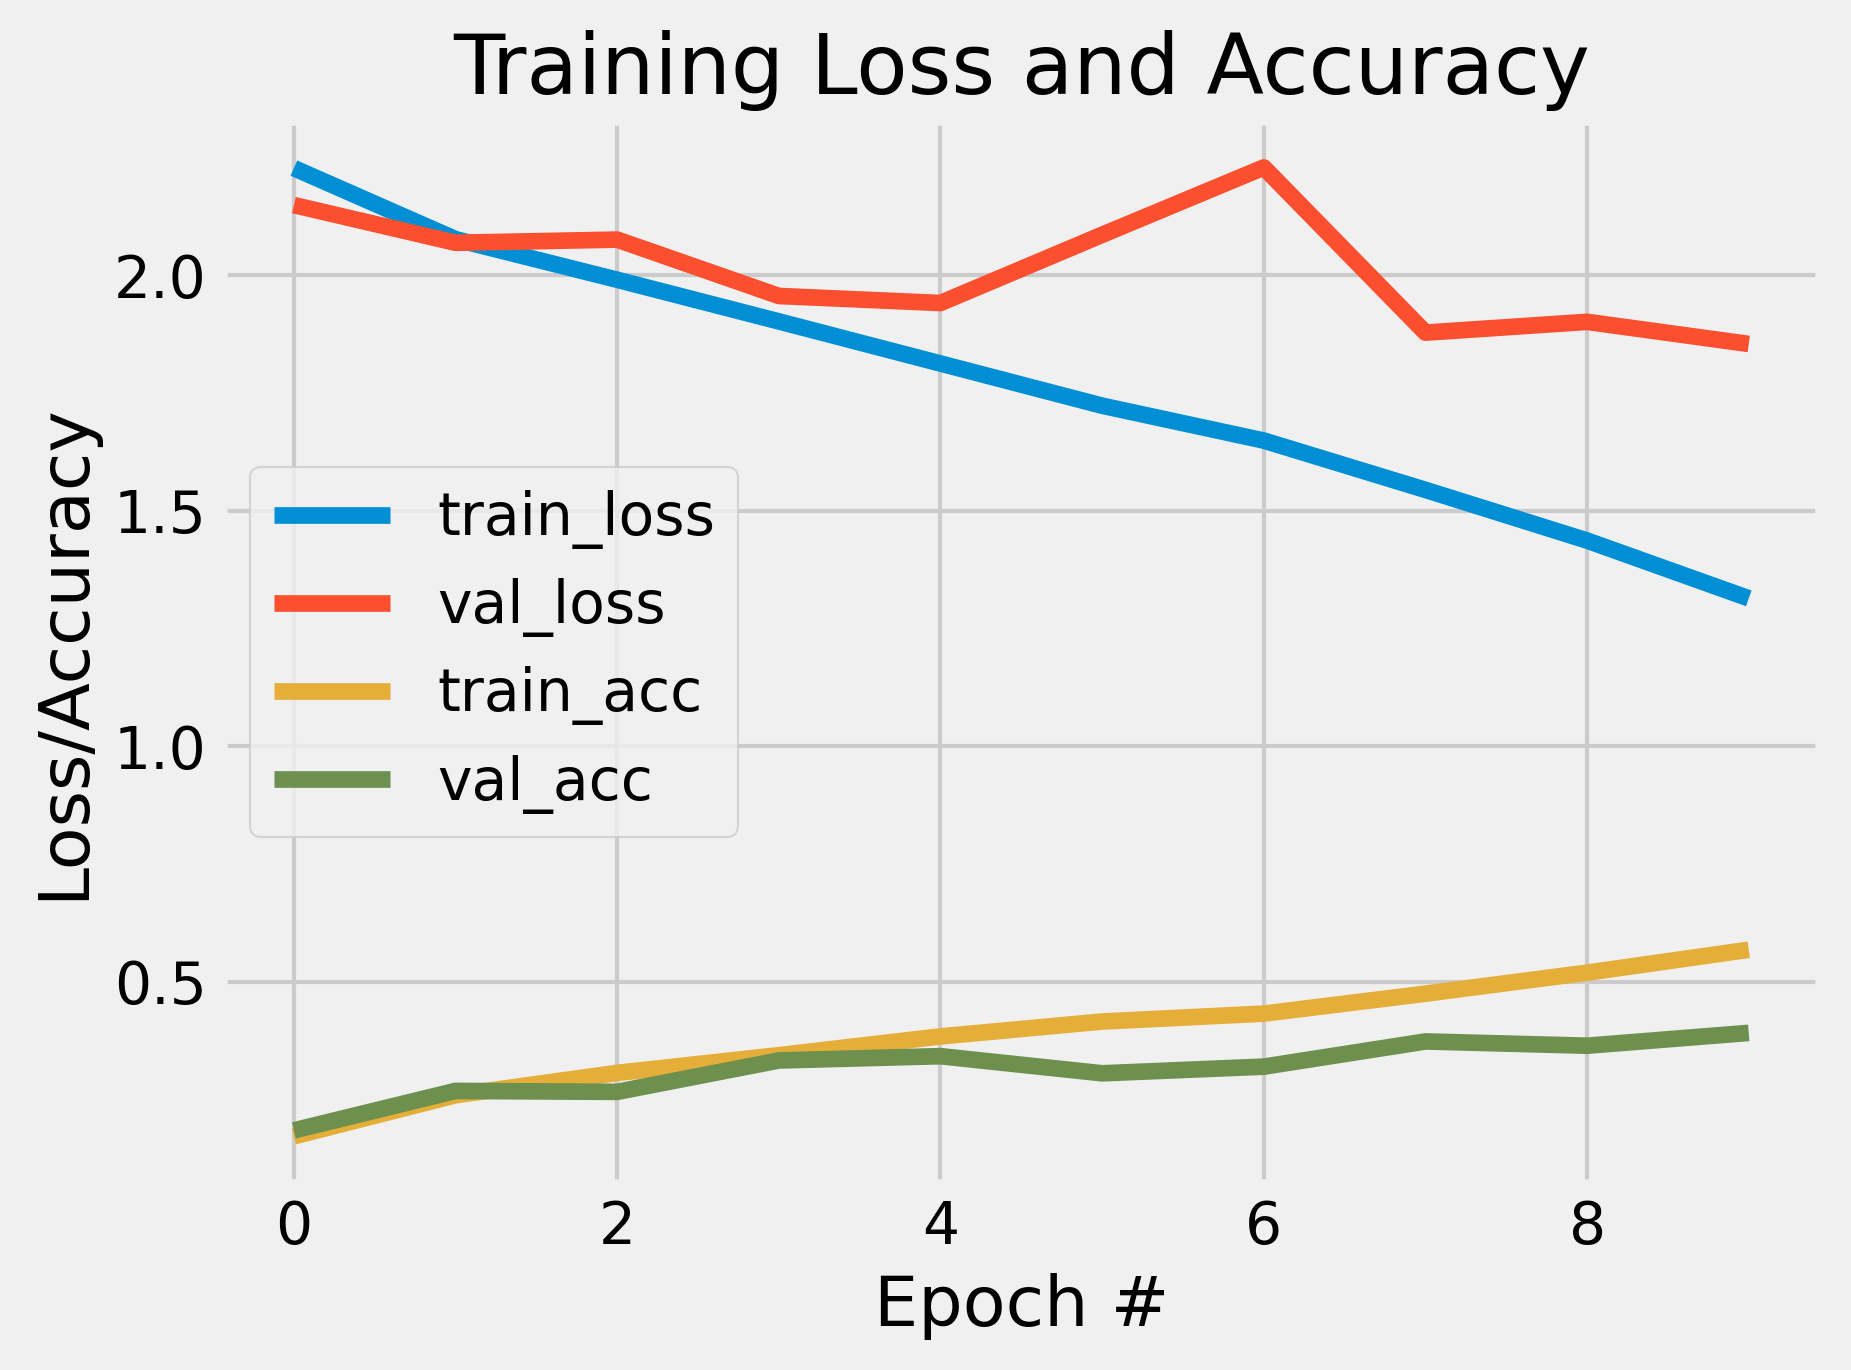 Training Loss and Accuracy
Loss/Accuracy
2.0
1.5
1.0
0.5
train_loss
val_loss
train_acc
val_acc
0 2 4 6 8
Epoch #